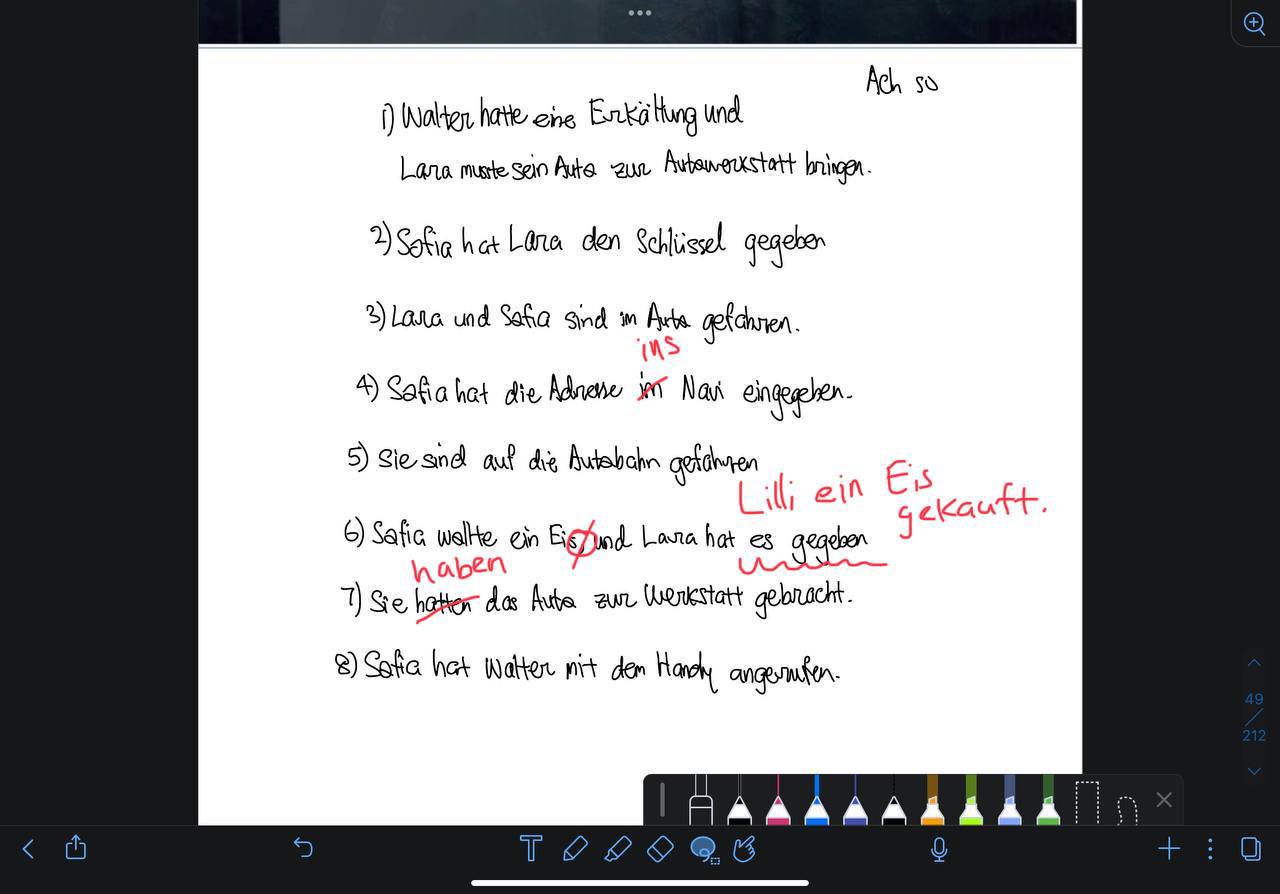 Ach so
1) Walter hatte eine Erkältung und
Lara musste sein Auto zur Autowerkstatt bringen.
2) Sofia hat Lara den Schlüssel gegeben
3) Lara und Sofia sind im Auto gefahren.
ins
4) Sofia hat die Adresse im Navi eingegeben.
5) Sie sind auf die Autobahn gefahren
Lilli ein Eis
gekauft.
6) Sofia wollte ein Eis, und Lara hat es gegeben
haben
7) Sie hatten das Auto zur Werkstatt gebracht.
8) Sofia hat Walter mit dem Handy angerufen.
49
212